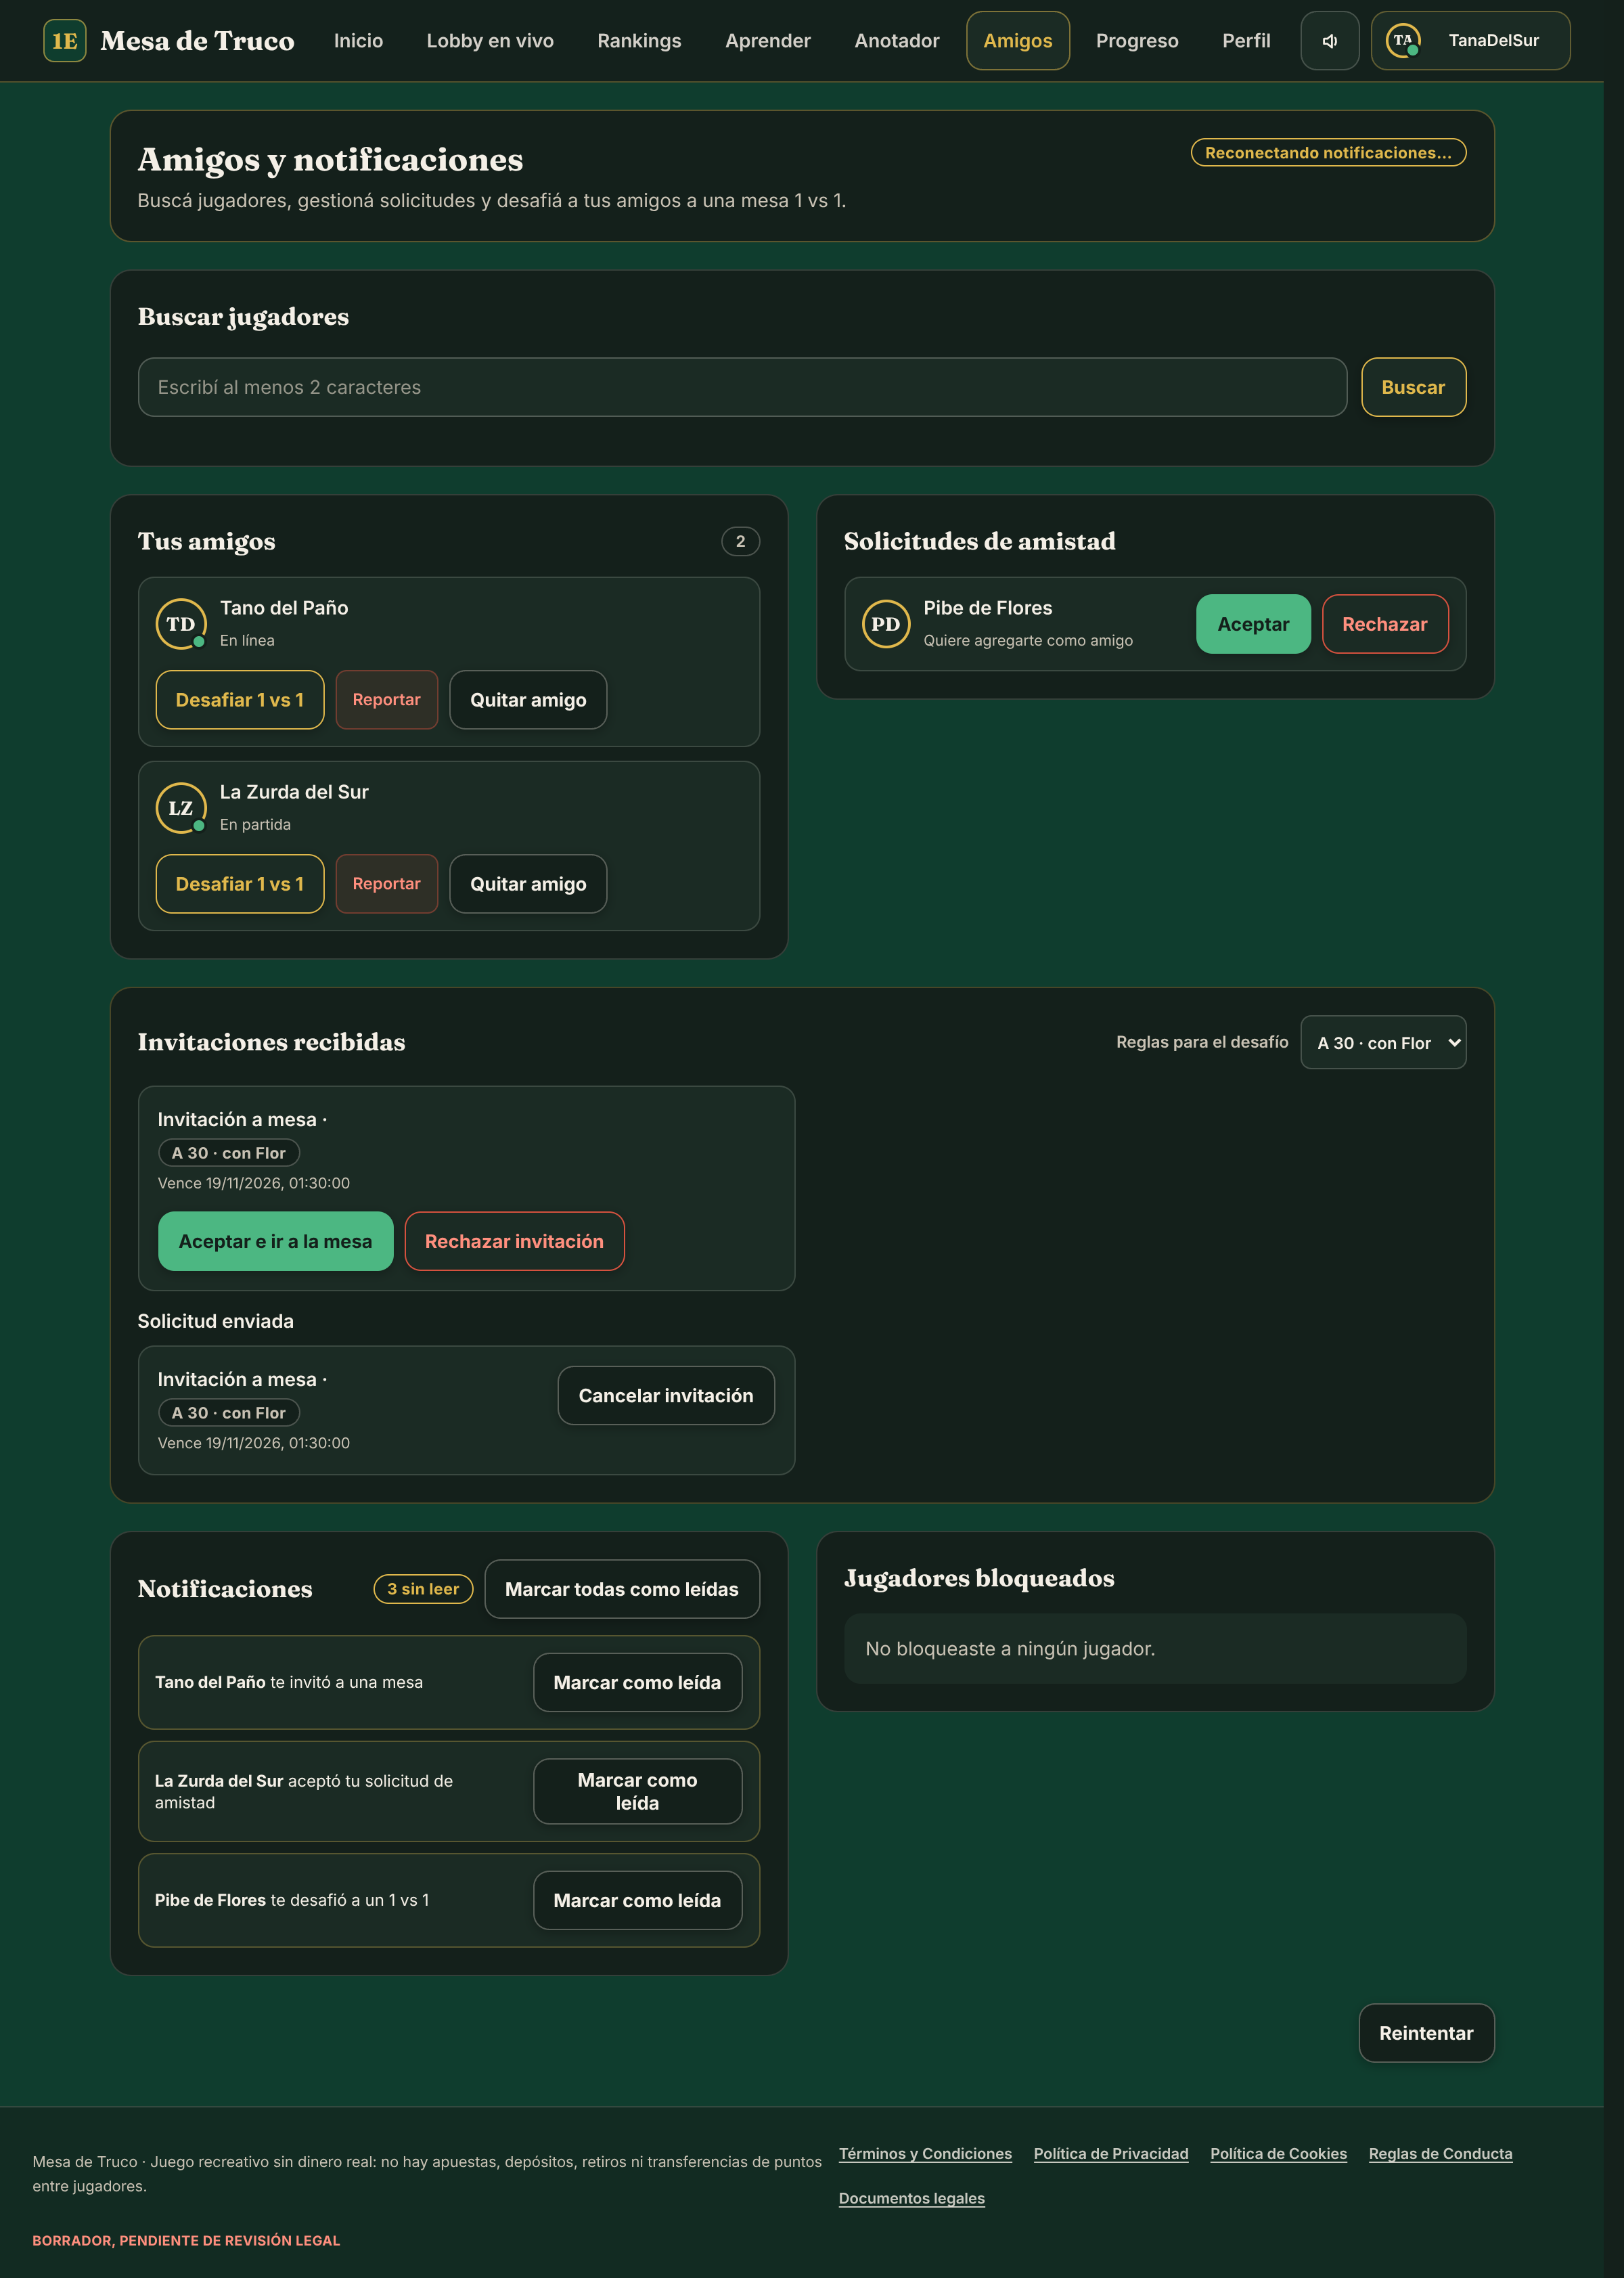 1E Mesa de Truco Inicio Lobby en vivo Rankings Aprender Anotador Amigos Progreso Perfil TA TanaDelSur
Amigos y notificaciones
Reconectando notificaciones...
Buscá jugadores, gestioná solicitudes y desafiá a tus amigos a una mesa 1 vs 1.
Buscar jugadores
Escribí al menos 2 caracteres
Buscar
Tus amigos
2
TD
Tano del Paño
En línea
Desafiar 1 vs 1
Reportar
Quitar amigo
LZ
La Zurda del Sur
En partida
Desafiar 1 vs 1
Reportar
Quitar amigo
Solicitudes de amistad
PD
Pibe de Flores
Quiere agregarte como amigo
Aceptar
Rechazar
Invitaciones recibidas
Reglas para el desafío
A 30 · con Flor
Invitación a mesa ·
A 30 · con Flor
Vence 19/11/2026, 01:30:00
Aceptar e ir a la mesa
Rechazar invitación
Solicitud enviada
Invitación a mesa ·
A 30 · con Flor
Vence 19/11/2026, 01:30:00
Cancelar invitación
Notificaciones
3 sin leer
Marcar todas como leídas
Tano del Paño te invitó a una mesa
Marcar como leída
La Zurda del Sur aceptó tu solicitud de
amistad
Marcar como
leída
Pibe de Flores te desafió a un 1 vs 1
Marcar como leída
Jugadores bloqueados
No bloqueaste a ningún jugador.
Reintentar
Mesa de Truco · Juego recreativo sin dinero real: no hay apuestas, depósitos, retiros ni transferencias de puntos
entre jugadores.
BORRADOR, PENDIENTE DE REVISIÓN LEGAL
Términos y Condiciones Política de Privacidad Política de Cookies Reglas de Conducta
Documentos legales